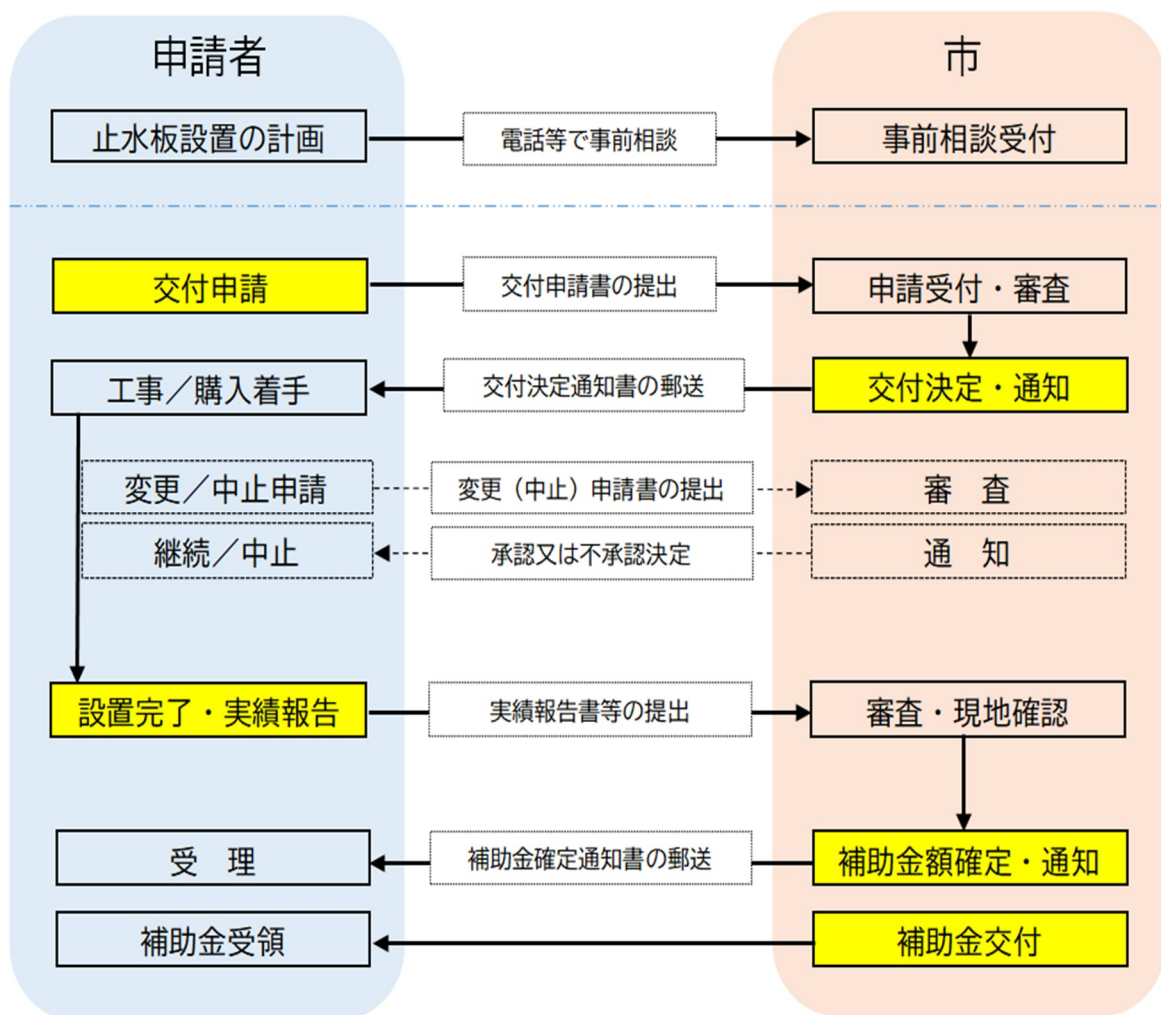 申請者
市
止水板設置の計画
電話等で事前相談
事前相談受付
交付申請
交付申請書の提出
申請受付・審査
工事／購入着手
交付決定通知書の郵送
交付決定・通知
変更／中止申請
変更（中止）申請書の提出
審　査
継続／中止
承認又は不承認決定
通　知
設置完了・実績報告
実績報告書等の提出
審査・現地確認
受　理
補助金確定通知書の郵送
補助金額確定・通知
補助金受領
補助金交付